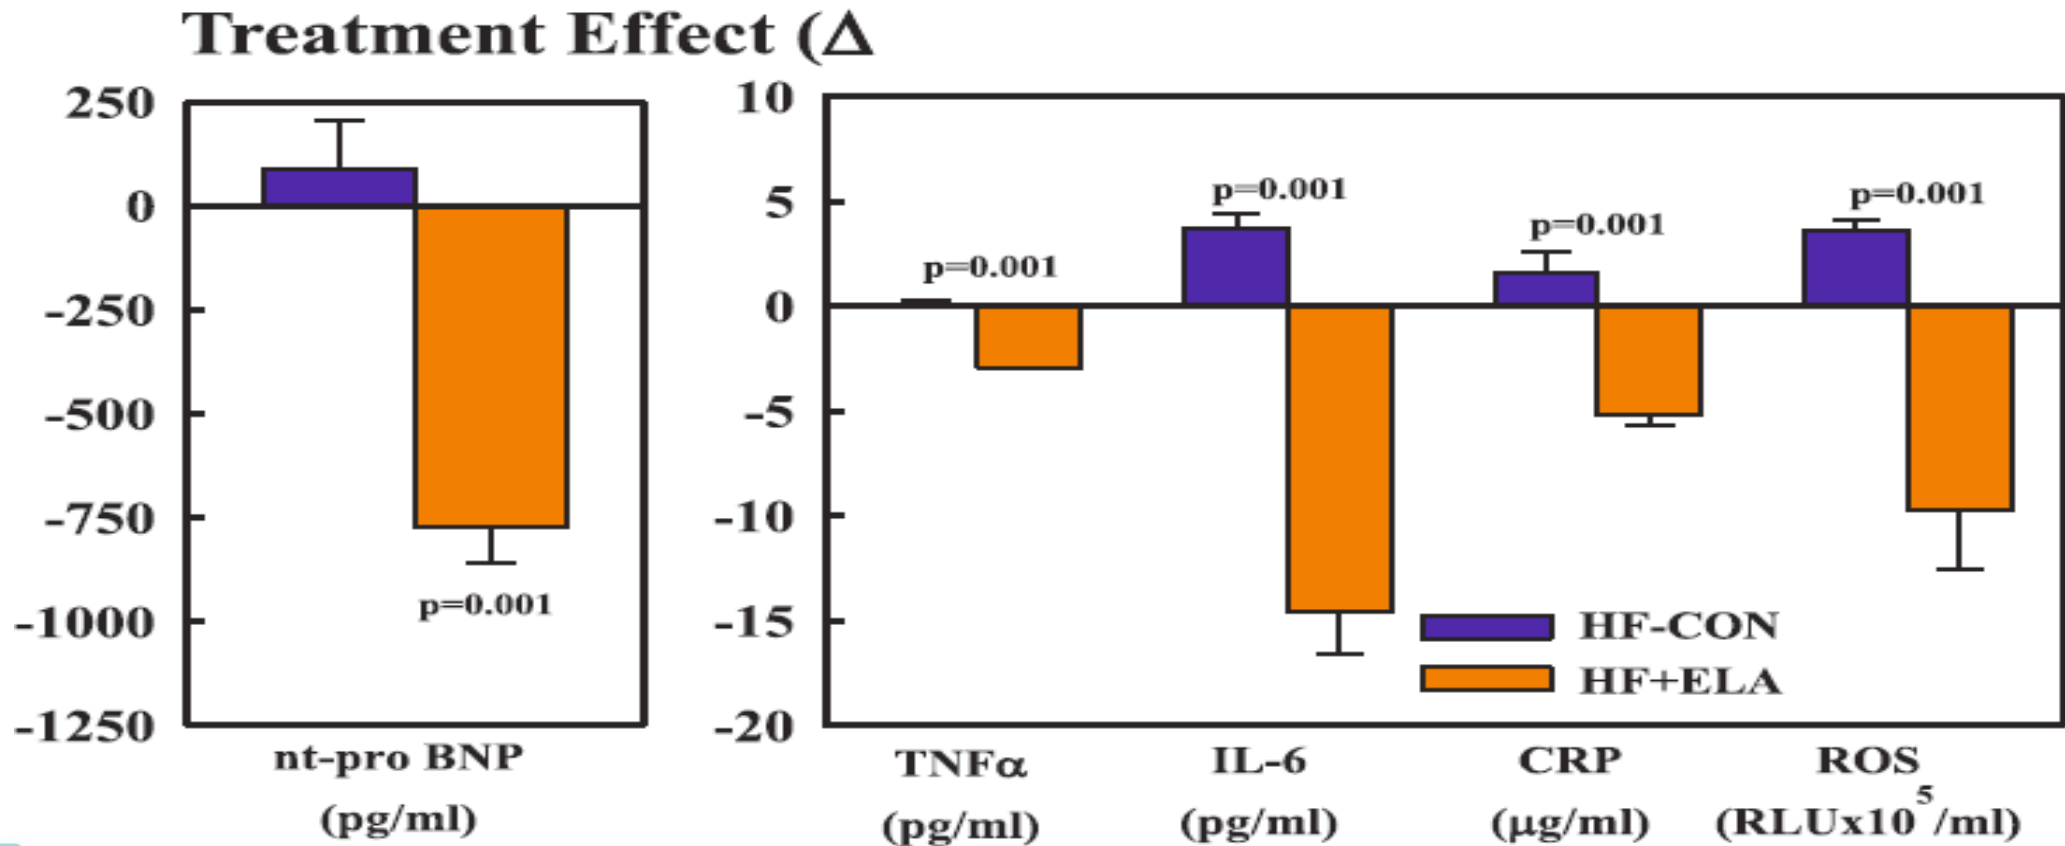 Treatment Effect (Δ
250
0
-250
-500
-750
-1000
-1250
p=0.001
nt-pro BNP
(pg/ml)
10
5
0
-5
-10
-15
-20
p=0.001
p=0.001
p=0.001
p=0.001
HF-CON
HF+ELA
TNFα IL-6 CRP ROS
(pg/ml) (pg/ml) (μg/ml) (RLUx10⁵/ml)